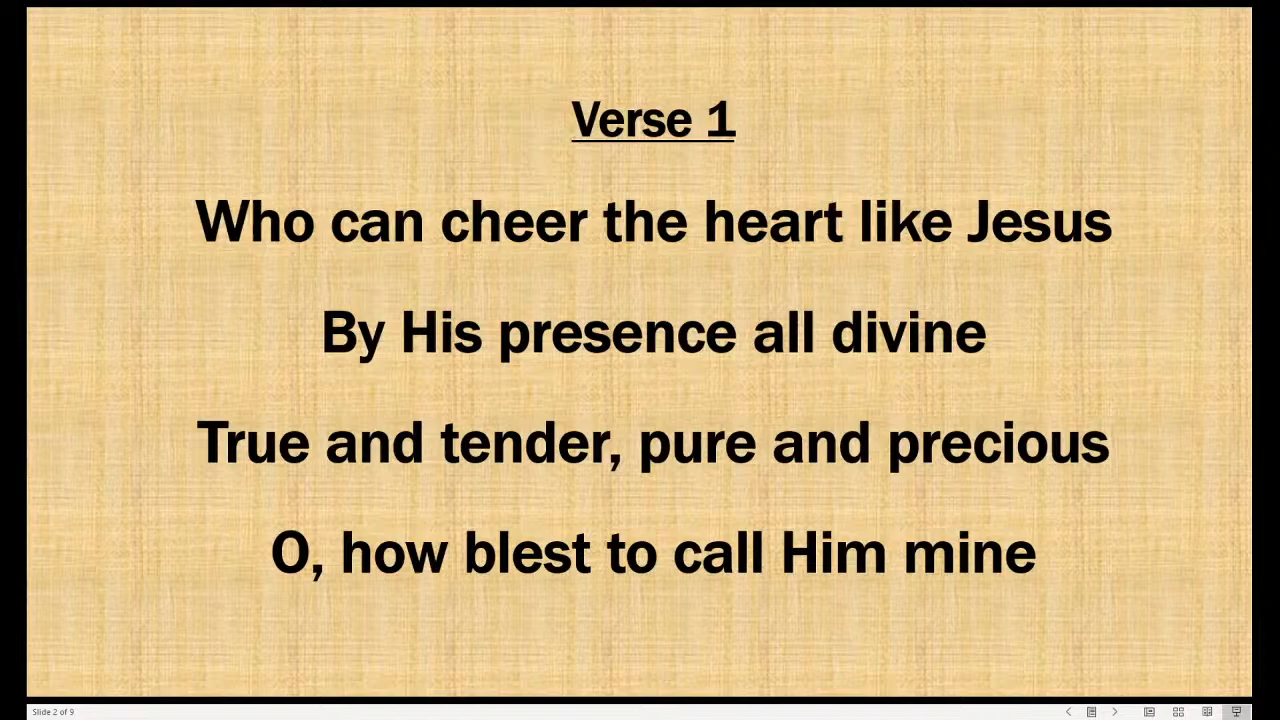 Verse 1
Who can cheer the heart like Jesus
By His presence all divine
True and tender, pure and precious
O, how blest to call Him mine
Slide 2 of 9